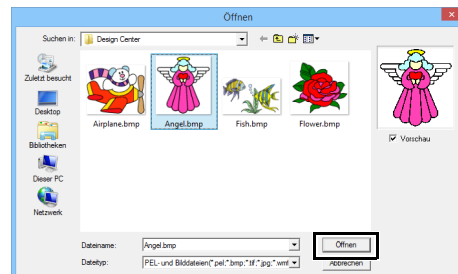 Öffnen
Suchen in:
Design Center
Zuletzt besucht
Desktop
Bibliotheken
Dieser PC
Netzwerk
Airplane.bmp
Angel.bmp
Fish.bmp
Flower.bmp
Vorschau
Dateiname:
Angel.bmp
Öffnen
Dateityp:
PEL- und Bilddateien(*.pel;*.bmp;*.tif;*.jpg;*.wmf
Abbrechen